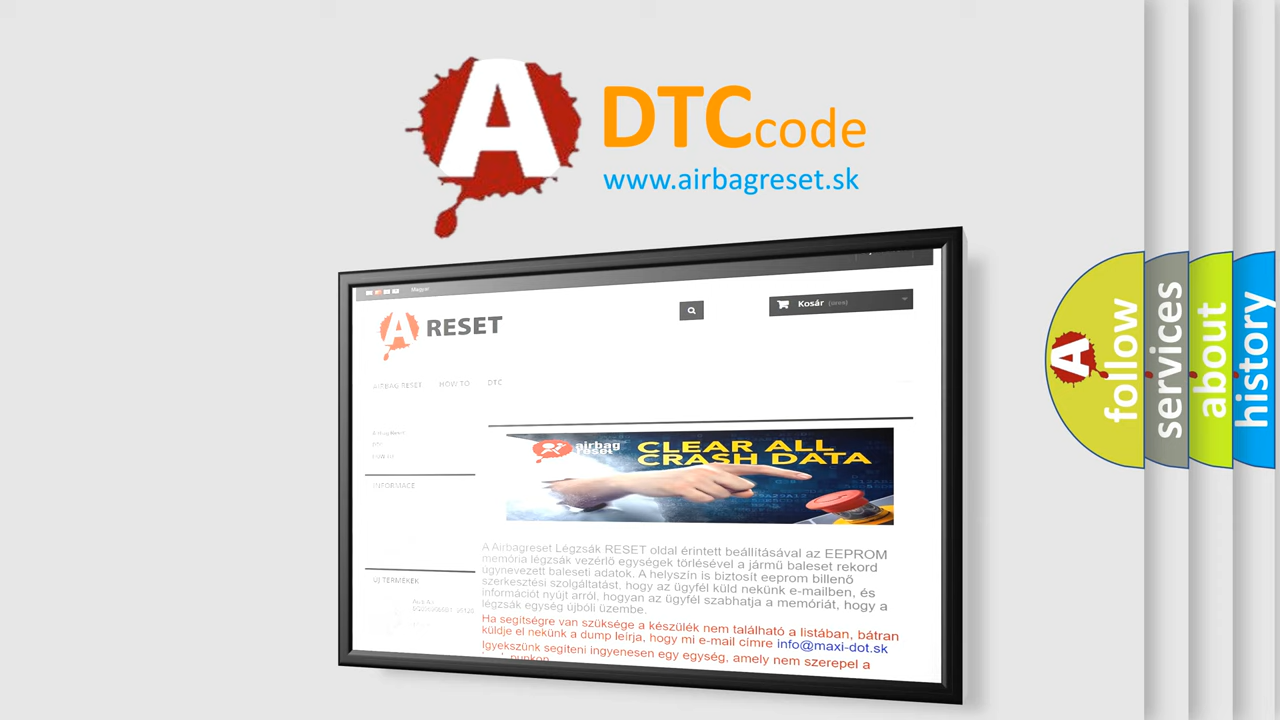 A DTCcode
www.airbagreset.sk
Magyar
A RESET
Kosár (üres)
AIRBAG RESET HOW TO DTC
INFORMACE
airbag
reset
CLEAR ALL
CRASH DATA
A Airbagreset Légzsák RESET oldal érintett beállításával az EEPROM
memória légzsák vezérlő egységek törlésével a jármű baleset rekord
úgynevezett baleseti adatok. A helyszín is biztosít eeprom billenő
szerkesztési szolgáltatást, hogy az ügyfél küld nekünk e-mailben, és
információt nyújt arról, hogyan az ügyfél szabhatja a memóriát, hogy a
légzsák egység újbóli üzembe.
Ha segítségre van szüksége a készülék nem található a listában, bátran
küldje el nekünk a dump leírja, hogy mi e-mail címre info@maxi-dot.sk
Igyekszünk segíteni ingyenesen egy egység, amely nem szerepel a
ÚJ TERMÉKEK
A
follow
services
about
history